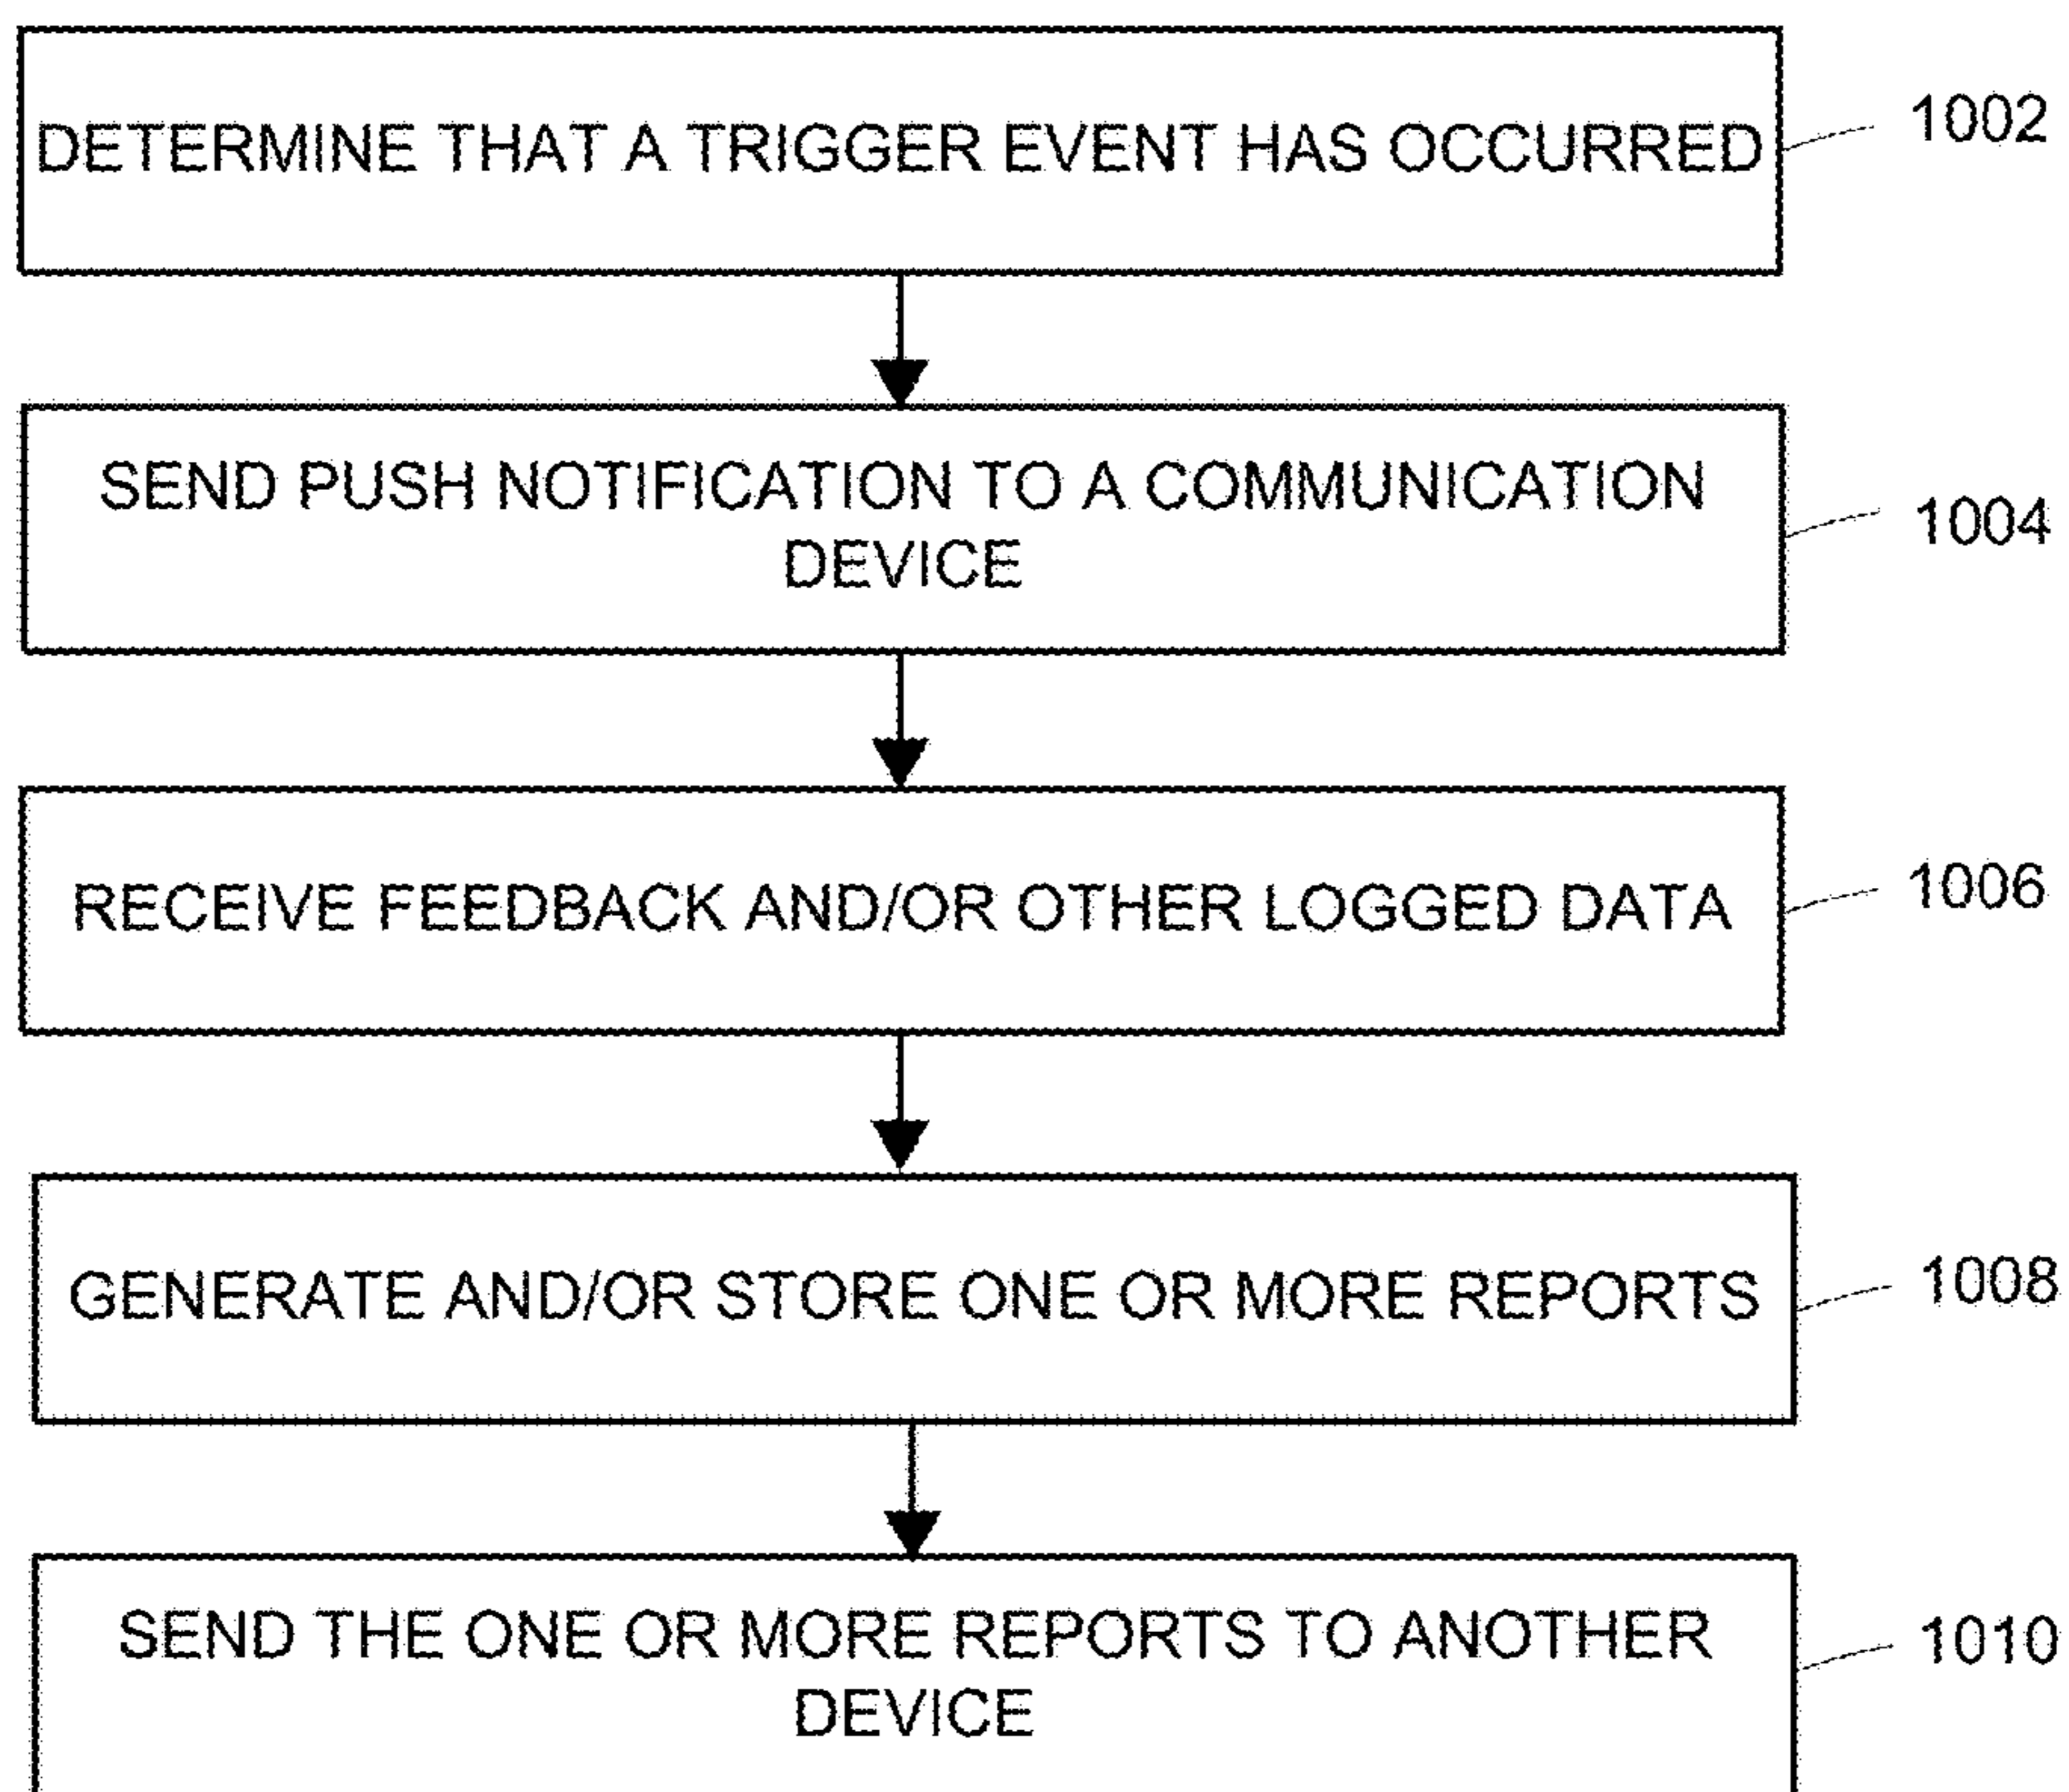 DETERMINE THAT A TRIGGER EVENT HAS OCCURRED
1002
SEND PUSH NOTIFICATION TO A COMMUNICATION
DEVICE
1004
RECEIVE FEEDBACK AND/OR OTHER LOGGED DATA
1006
GENERATE AND/OR STORE ONE OR MORE REPORTS
1008
SEND THE ONE OR MORE REPORTS TO ANOTHER
DEVICE
1010